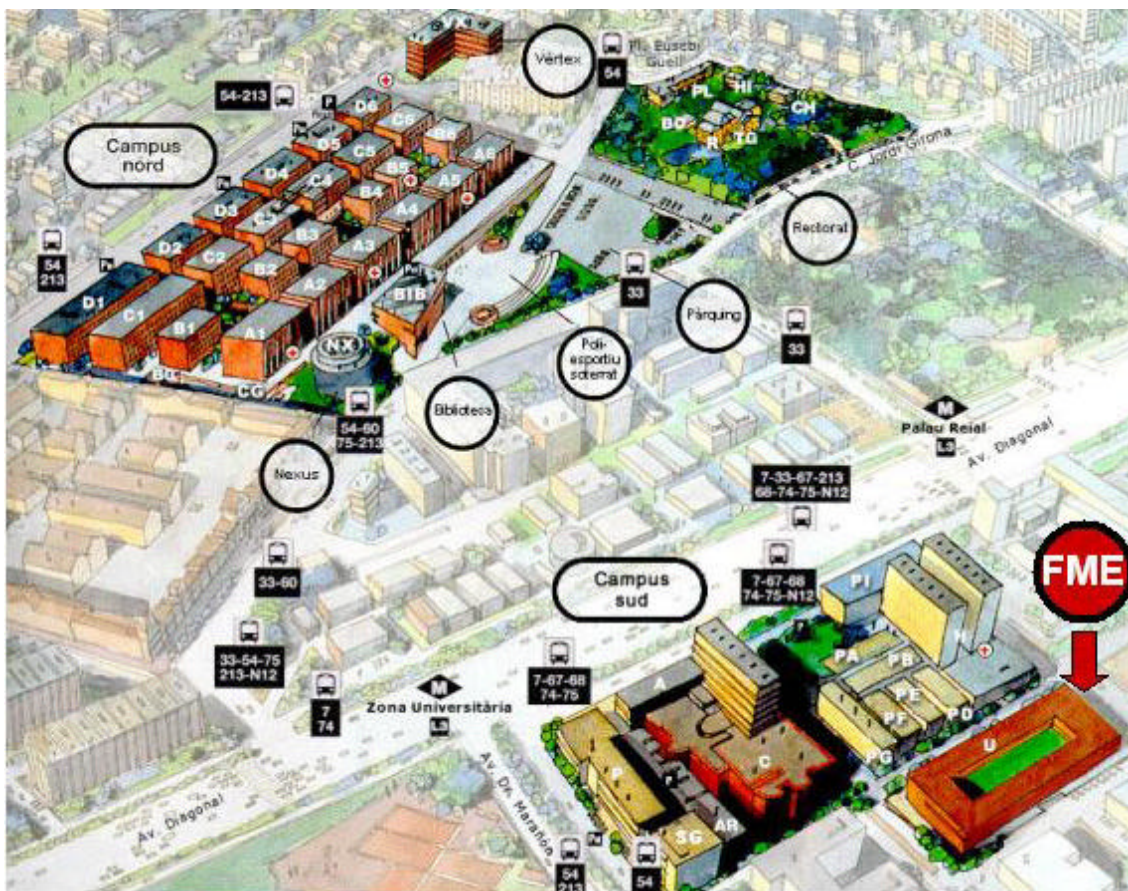 Vèrtex
Pl. Eusebi
Güell
54
54-213
P
D6
C6
B6
A6
PL
HI
CH
BC
R
TG
C. Jordi Girona
Campus
nord
D5
C5
B5
A5
D4
C4
B4
A4
D3
C3
B3
A3
Rectorat
54
213
D2
C2
B2
A2
BIB
33
D1
C1
B1
A1
NX
CG
Pàrquing
33
Poli-
esportiu
soterrat
Biblioteca
54-60
75-213
Nexus
M
Palau Reial
L3
Av. Diagonal
7-33-67-213
66-74-75-N12
33-60
Campus
sud
7-67-68
74-75-N12
FME
PI
PA
PB
PE
PF
PD
PG
U
33-54-75
213-N12
7
74
M
Zona Universitària
L3
7-67-68
74-75
A
C
P
AR
SG
Av. Diagonal
Av. Dr. Marañón
54
213
54